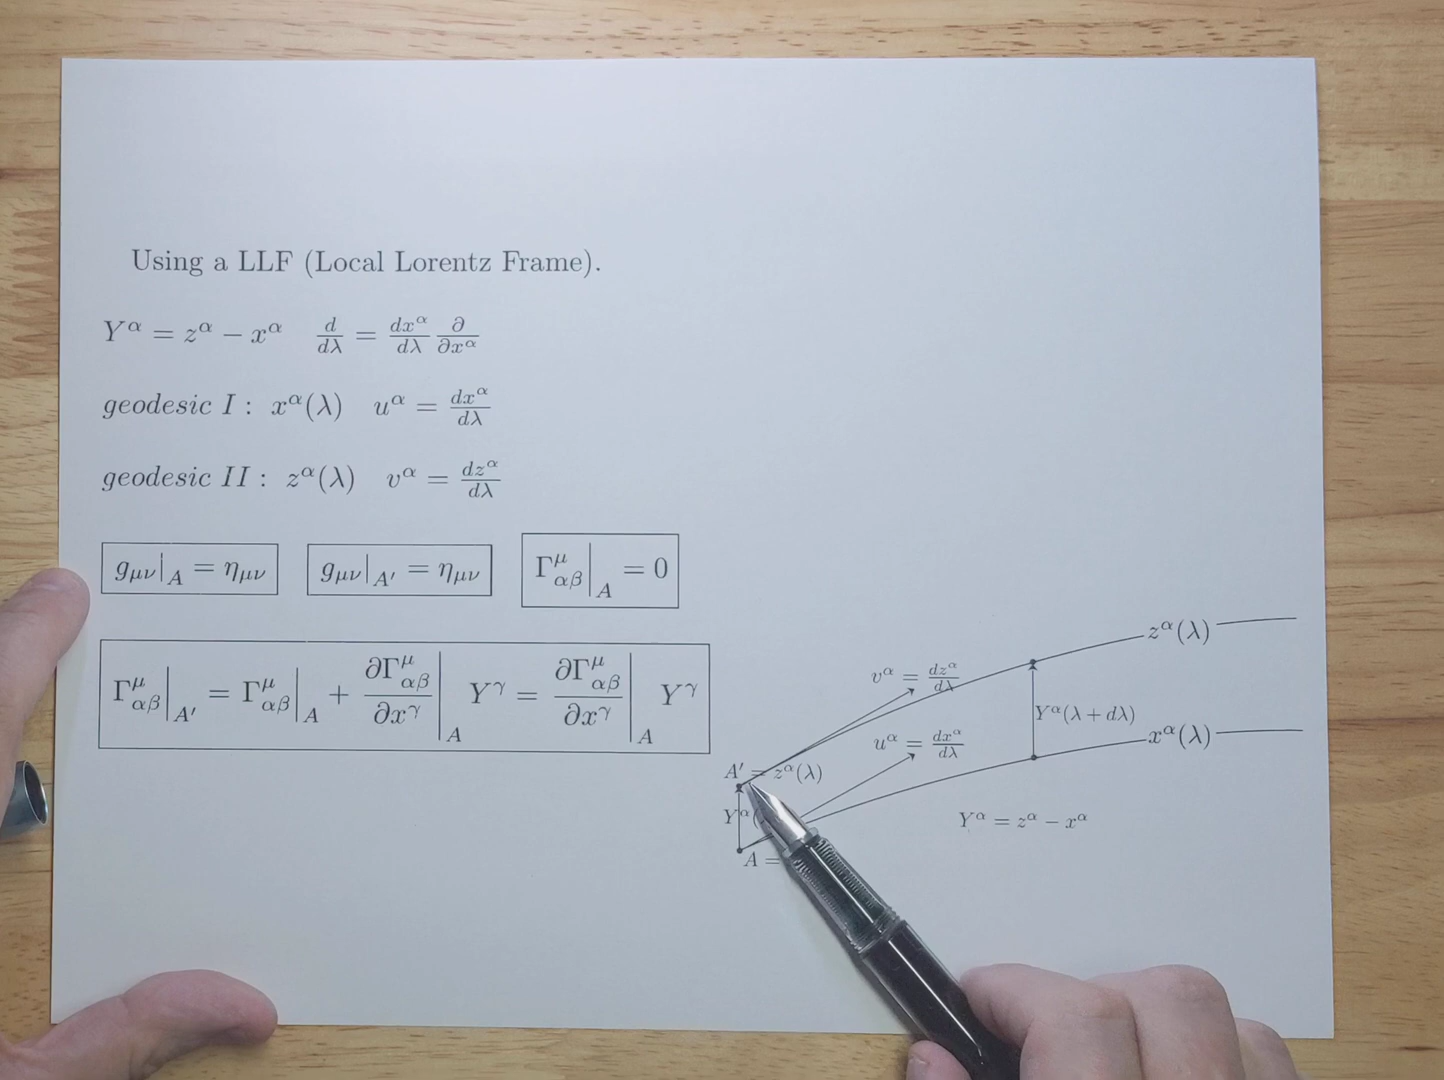 Using a LLF (Local Lorentz Frame).
Y^α = z^α − x^α   d/dλ = dx^α/dλ ∂/∂x^α
geodesic I : x^α(λ)   u^α = dx^α/dλ
geodesic II : z^α(λ)   v^α = dz^α/dλ
g_μν|_A = η_μν   g_μν|_A′ = η_μν   Γ^μ_αβ|_A = 0
Γ^μ_αβ|_A′ = Γ^μ_αβ|_A + ∂Γ^μ_αβ/∂x^γ|_A Y^γ = ∂Γ^μ_αβ/∂x^γ|_A Y^γ
z^α(λ)
v^α = dz^α/dλ
Y^α(λ + dλ)
x^α(λ)
u^α = dx^α/dλ
A′ = z^α(λ)
Y^α(
Y^α = z^α − x^α
A =